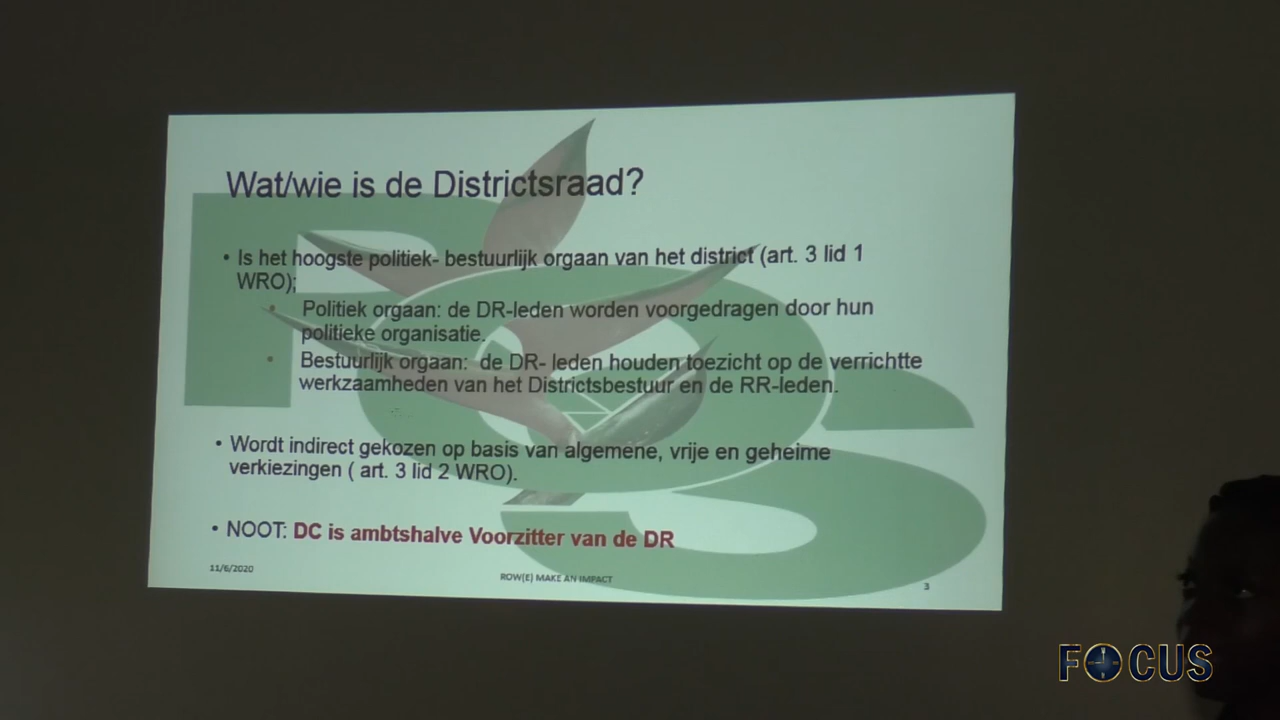 Wat/wie is de Districtsraad?
• Is het hoogste politiek- bestuurlijk orgaan van het district (art. 3 lid 1
WRO);
• Politiek orgaan: de DR-leden worden voorgedragen door hun
politieke organisatie.
• Bestuurlijk orgaan: de DR- leden houden toezicht op de verrichtte
werkzaamheden van het Districtsbestuur en de RR-leden.
• Wordt indirect gekozen op basis van algemene, vrije en geheime
verkiezingen ( art. 3 lid 2 WRO).
• NOOT: DC is ambtshalve Voorzitter van de DR
11/6/2020
ROW(E) MAKE AN IMPACT
3
FOCUS